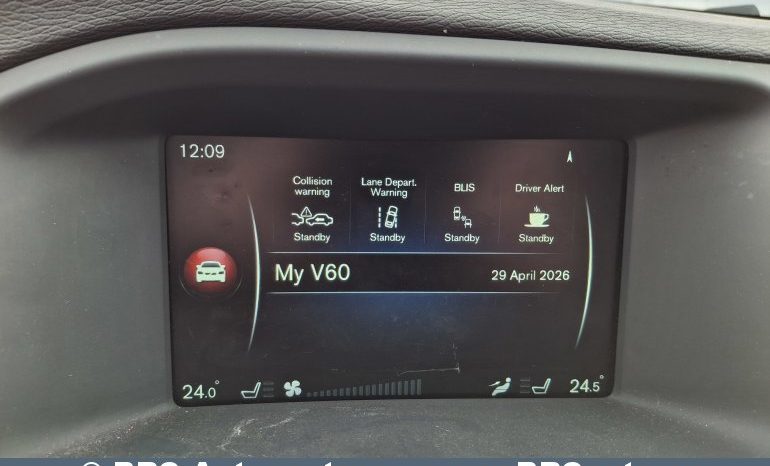 12:09
Collision
warning
Standby
Lane Depart.
Warning
Standby
BLIS
Standby
Driver Alert
Standby
My V60
29 April 2026
24.0°
24.5°